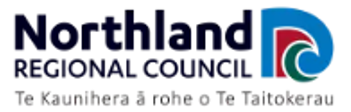 Northland
REGIONAL COUNCIL
Te Kaunihera ā rohe o Te Taitokerau